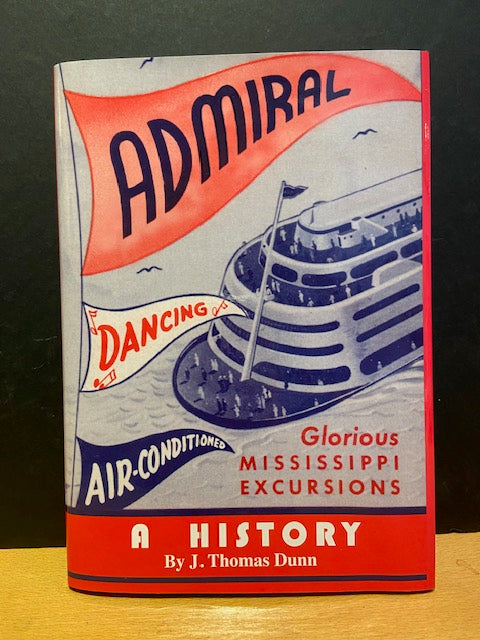 ADMIRAL
DANCING
AIR-CONDITIONED
Glorious
MISSISSIPPI
EXCURSIONS
A HISTORY
By J. Thomas Dunn